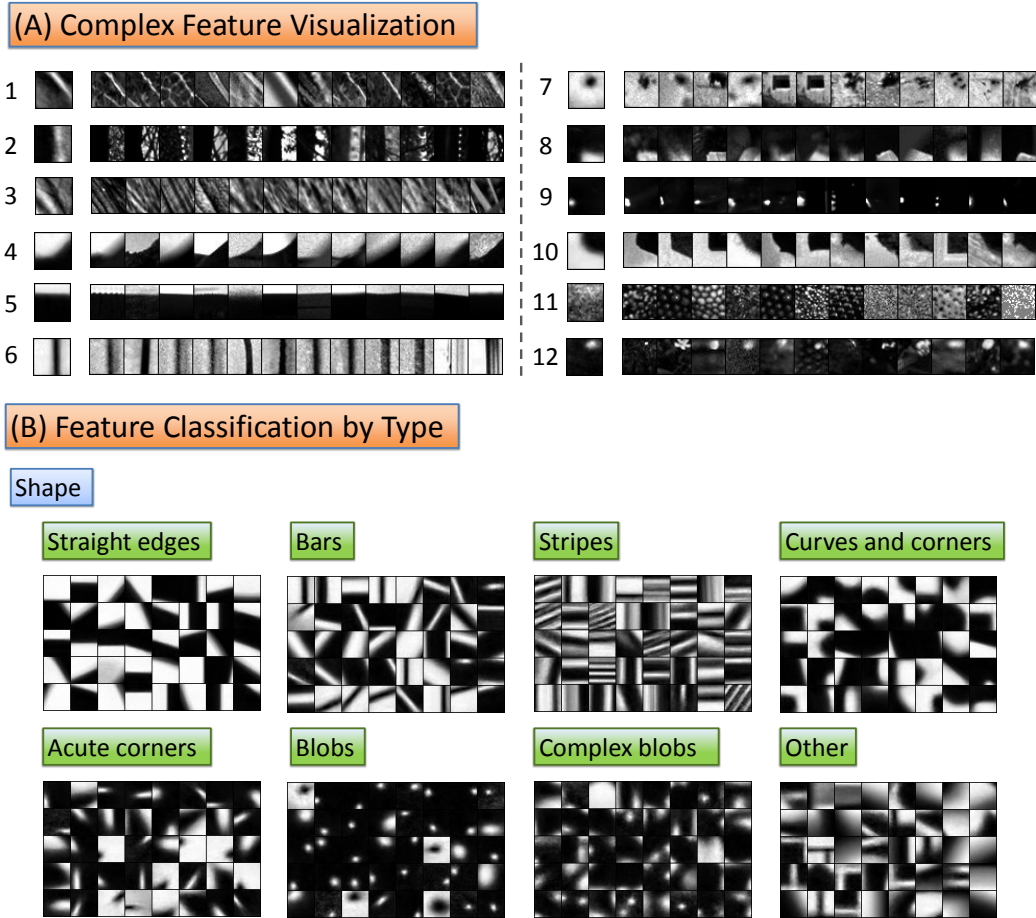 (A) Complex Feature Visualization
1
2
3
4
5
6
7
8
9
10
11
12
(B) Feature Classification by Type
Shape
Straight edges
Bars
Stripes
Curves and corners
Acute corners
Blobs
Complex blobs
Other